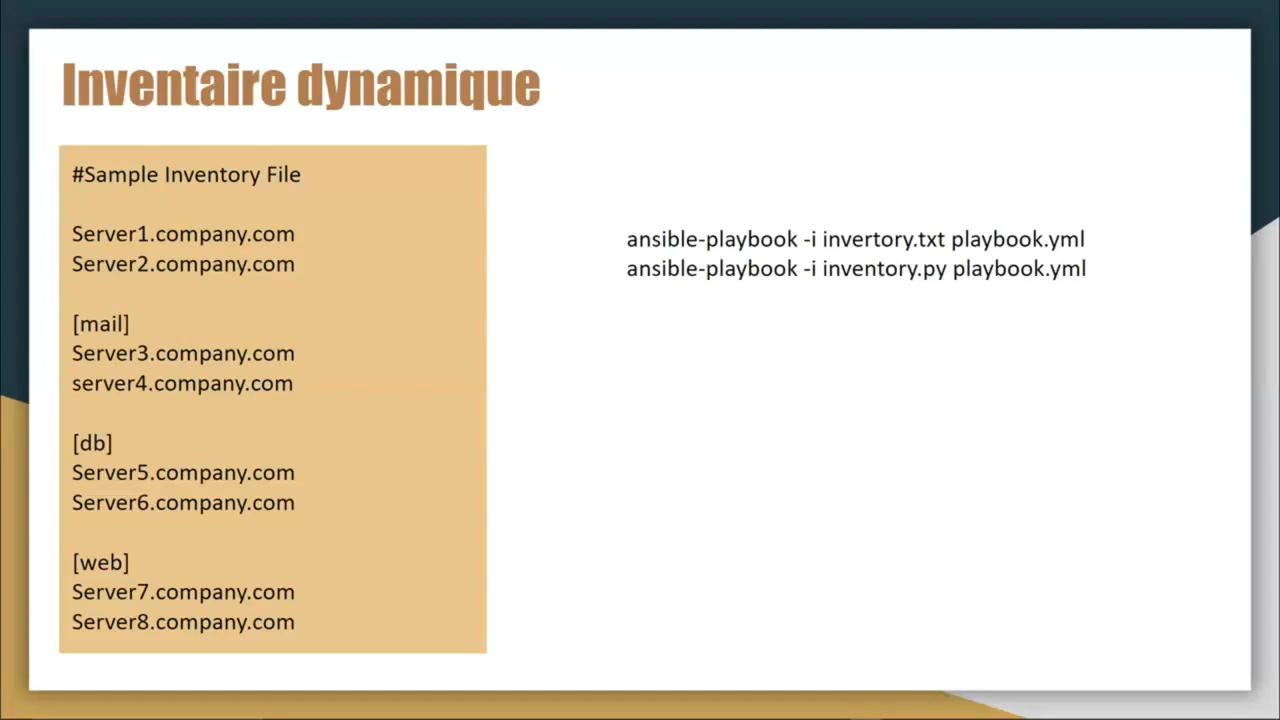 Inventaire dynamique
#Sample Inventory File
Server1.company.com
Server2.company.com
[mail]
Server3.company.com
server4.company.com
[db]
Server5.company.com
Server6.company.com
[web]
Server7.company.com
Server8.company.com
ansible-playbook -i invertory.txt playbook.yml
ansible-playbook -i inventory.py playbook.yml